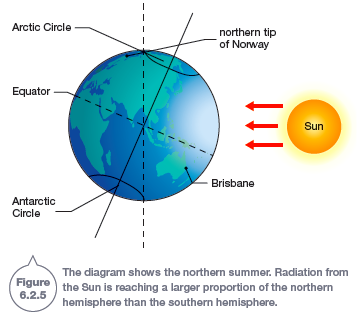 Arctic Circle
northern tip
of Norway
Equator
Sun
Brisbane
Antarctic
Circle
Figure
6.2.5
The diagram shows the northern summer. Radiation from
the Sun is reaching a larger proportion of the northern
hemisphere than the southern hemisphere.